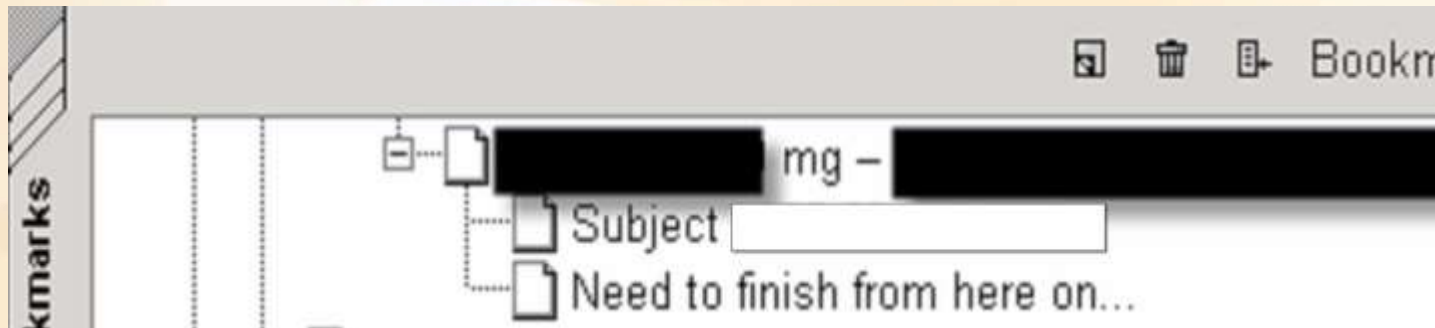 Bookm
kmarks
mg –
Subject
Need to finish from here on...